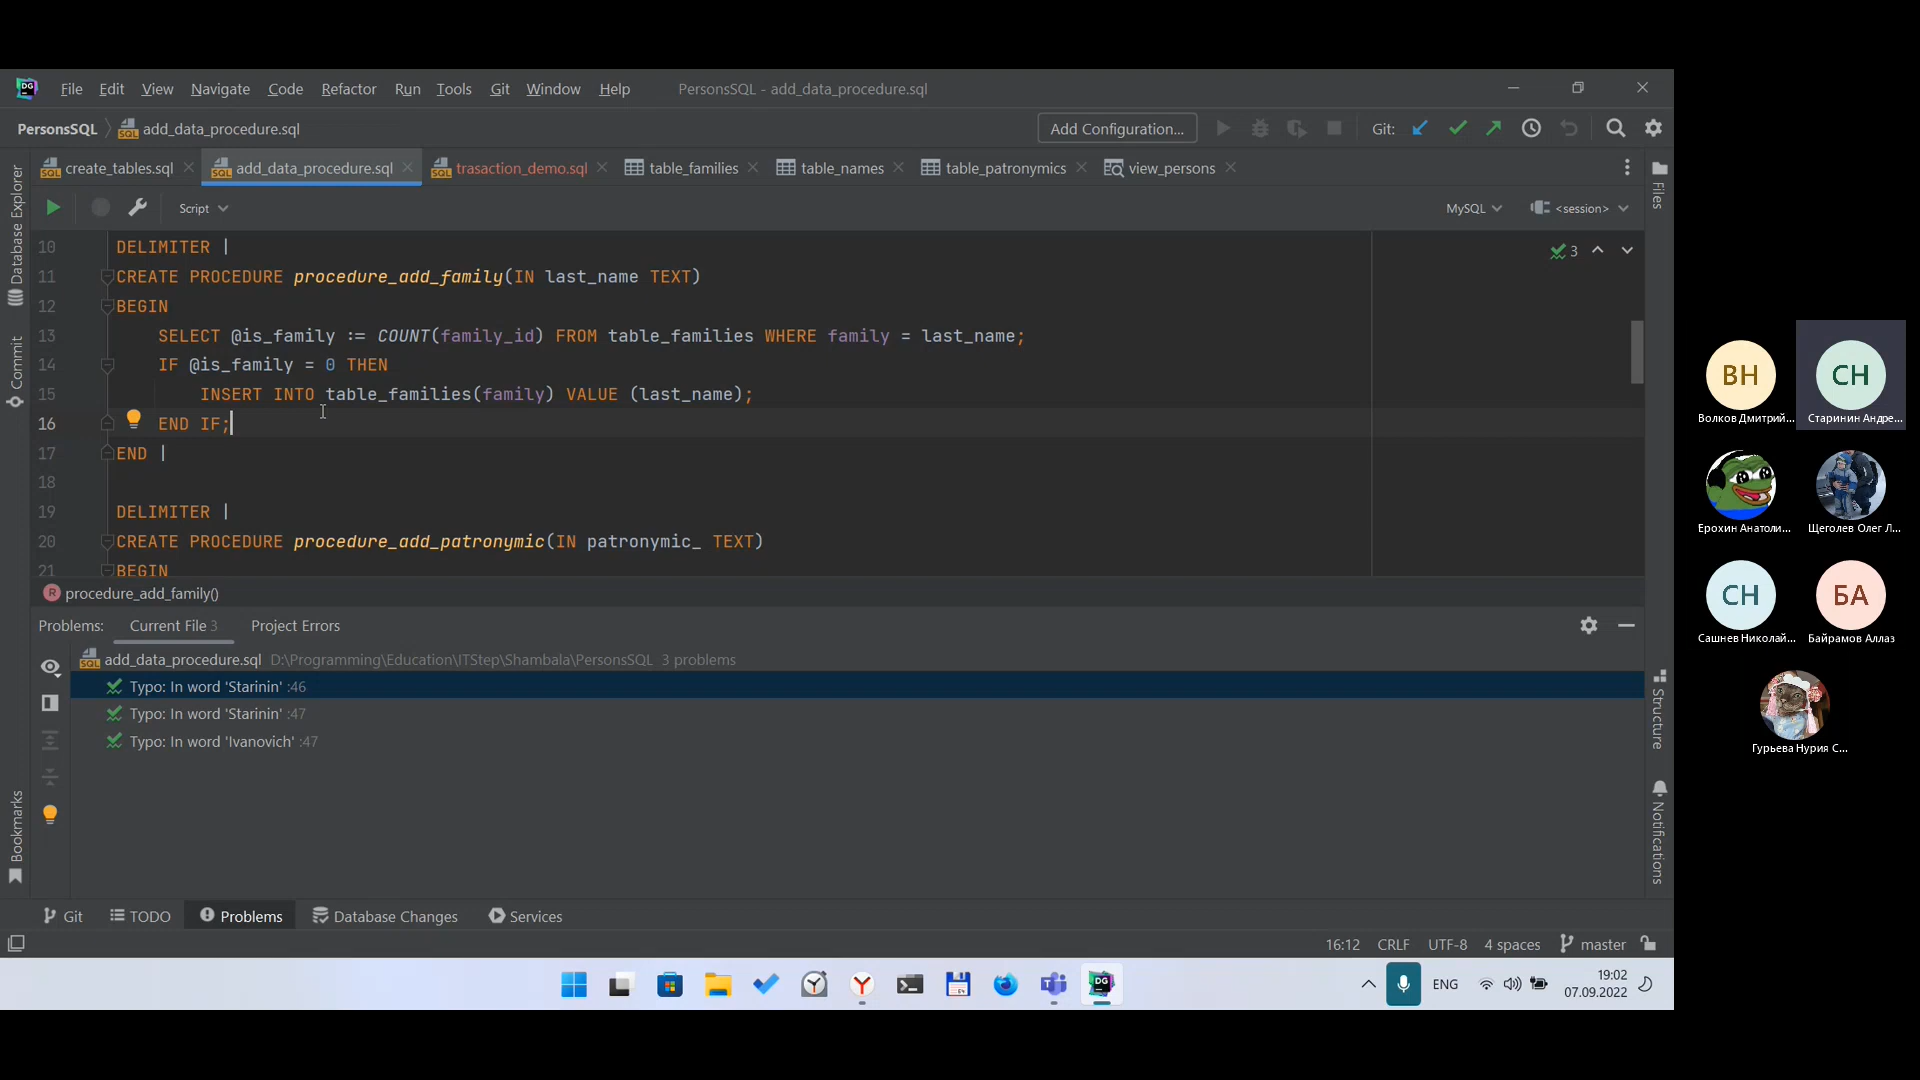 DG File Edit View Navigate Code Refactor Run Tools Git Window Help PersonsSQL - add_data_procedure.sql
PersonsSQL add_data_procedure.sql Add Configuration... Git:
create_tables.sql add_data_procedure.sql trasaction_demo.sql table_families table_names table_patronymics view_persons
Script MySQL <session>
10 DELIMITER |
11 CREATE PROCEDURE procedure_add_family(IN last_name TEXT)
12 BEGIN
13 SELECT @is_family := COUNT(family_id) FROM table_families WHERE family = last_name;
14 IF @is_family = 0 THEN
15 INSERT INTO table_families(family) VALUE (last_name);
16 END IF;
17 END |
18
19 DELIMITER |
20 CREATE PROCEDURE procedure_add_patronymic(IN patronymic_ TEXT)
21 BEGIN
3
R procedure_add_family()
Problems: Current File 3 Project Errors
add_data_procedure.sql D:\Programming\Education\ITStep\Shambala\PersonsSQL 3 problems
Typo: In word 'Starinin' :46
Typo: In word 'Starinin' :47
Typo: In word 'Ivanovich' :47
Git TODO Problems Database Changes Services
16:12 CRLF UTF-8 4 spaces master
ENG 19:02
07.09.2022
Database Explorer
Commit
Bookmarks
Files
Structure
Notifications
ВН
Волков Дмитрий...
СН
Старинин Андре...
Ерохин Анатоли...
Щеголев Олег Л...
СН
Сашнев Николай...
БА
Байрамов Аллаз
Гурьева Нурия С...